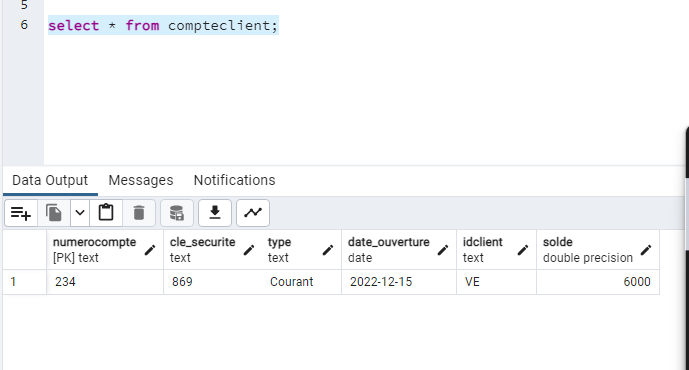 5
6 select * from compteclient;
Data Output Messages Notifications
numerocompte cle_securite type date_ouverture idclient solde
[PK] text text text date text double precision
1 234 869 Courant 2022-12-15 VE 6000